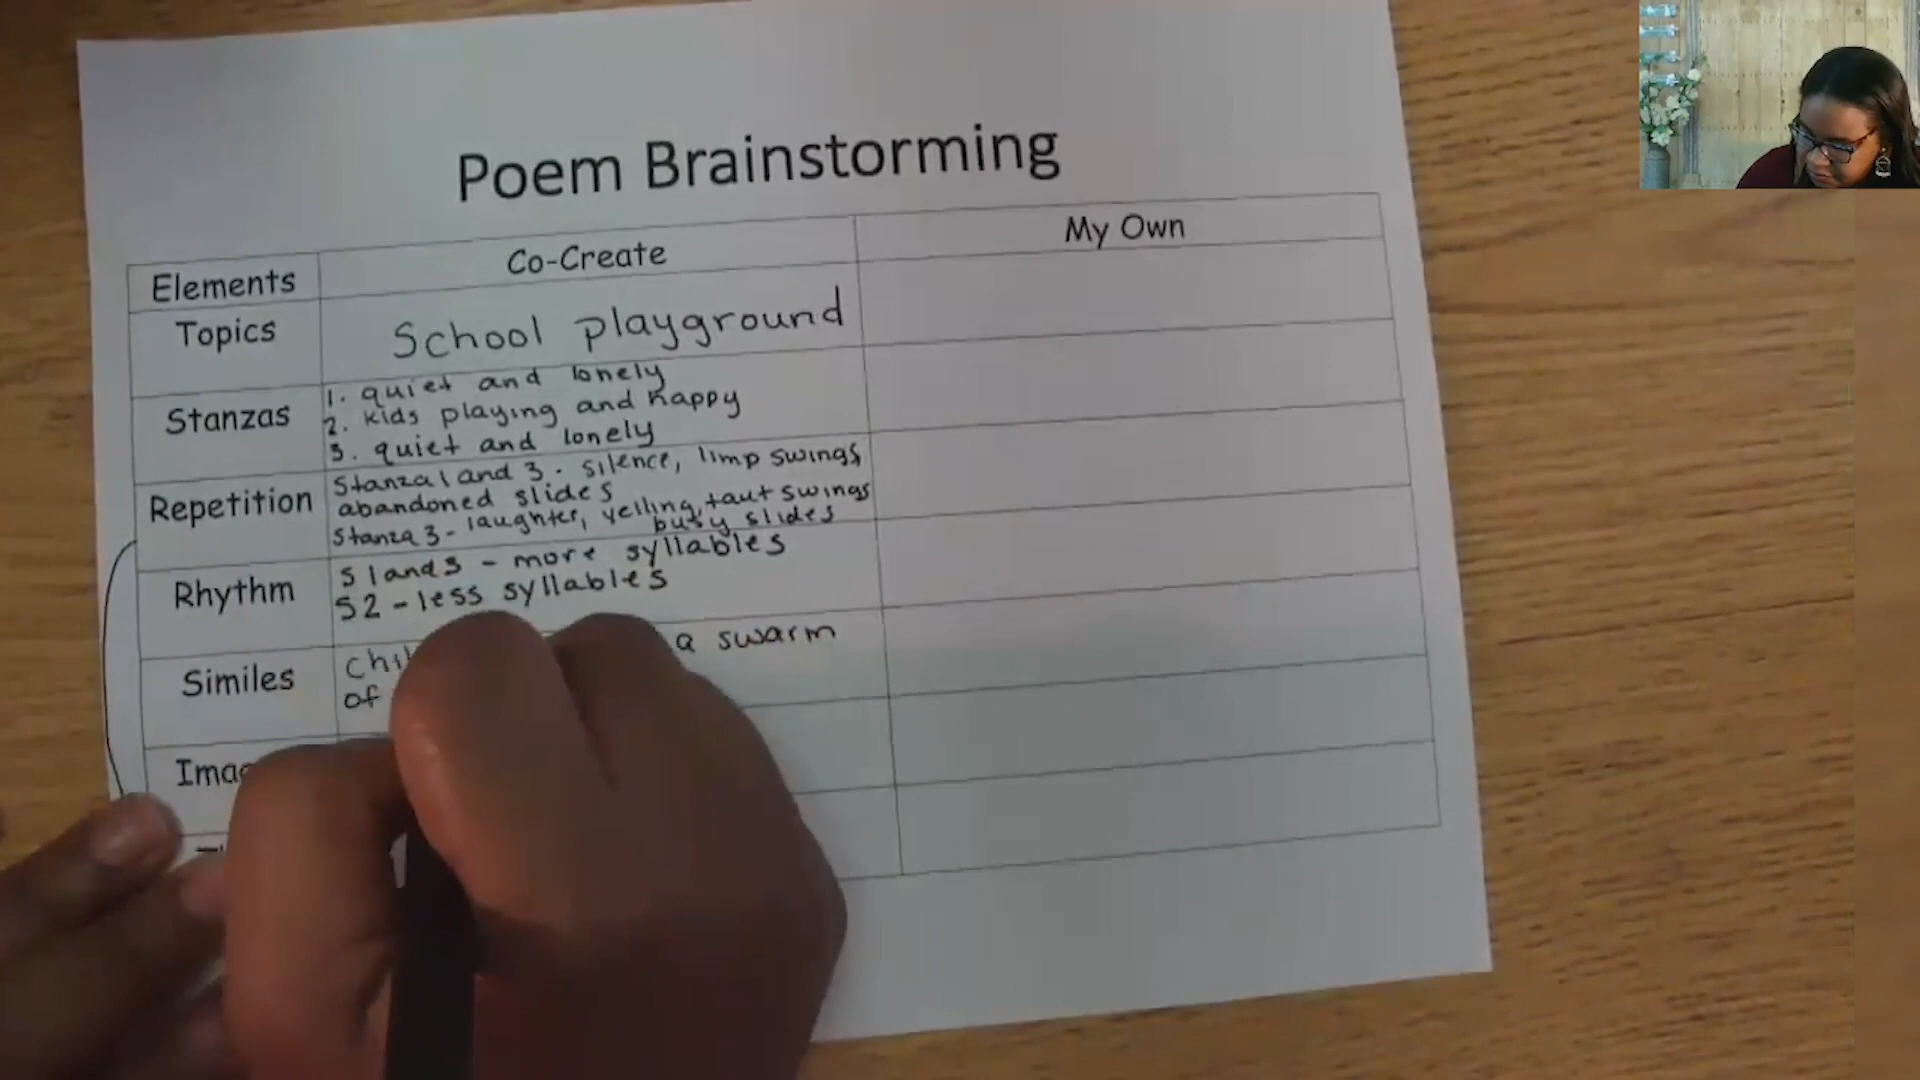 Poem Brainstorming
Elements
Co-Create
My Own
Topics
School playground
Stanzas
1. quiet and lonely
2. kids playing and happy
3. quiet and lonely
Repetition
Stanza 1 and 3 - silence, limp swings,
abandoned slides
Stanza 3 - laughter, yelling, taut swings
busy slides
Rhythm
S 1 and 3 - more syllables
S2 - less syllables
Similes
a swarm
of